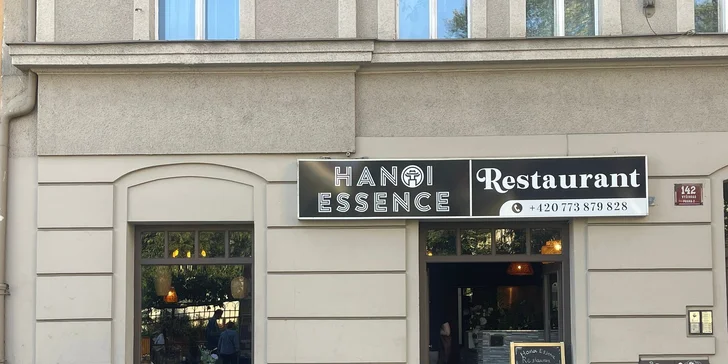 HANOI
ESSENCE
Restaurant
+420 773 879 828
142